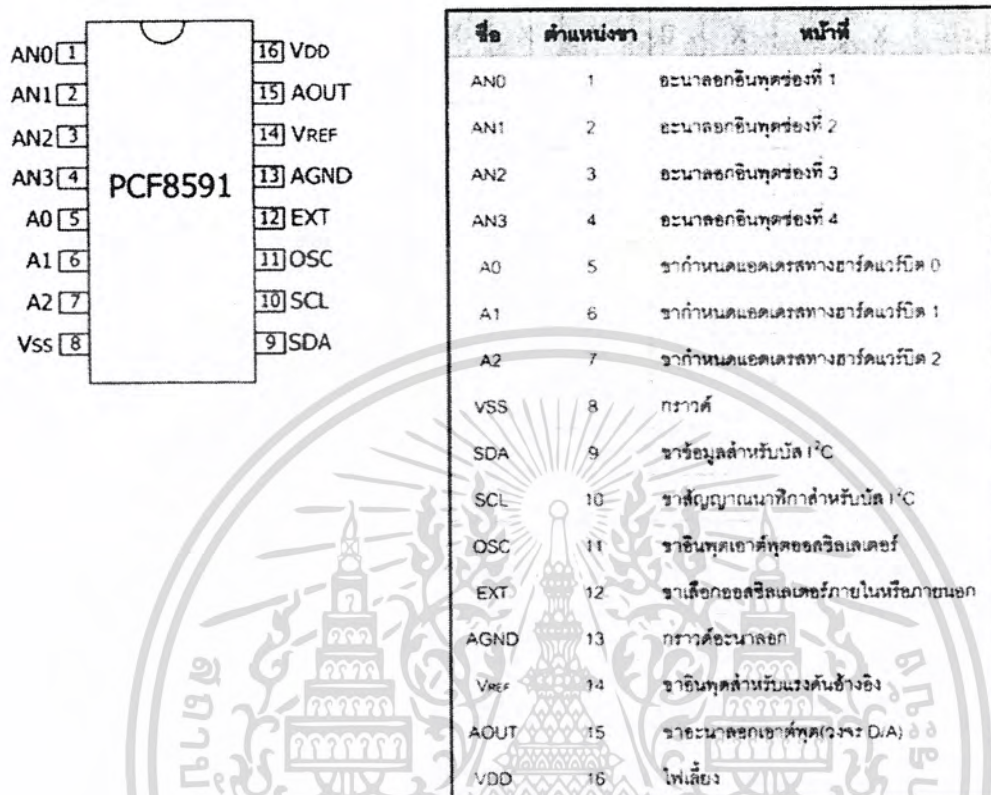 AN0 1
AN1 2
AN2 3
AN3 4
A0 5
A1 6
A2 7
VSS 8
PCF8591
16 VDD
15 AOUT
14 VREF
13 AGND
12 EXT
11 OSC
10 SCL
9 SDA
ชื่อ ตำแหน่งขา หน้าที่
AN0 1 อะนาลอกอินพุตช่องที่ 1
AN1 2 อะนาลอกอินพุตช่องที่ 2
AN2 3 อะนาลอกอินพุตช่องที่ 3
AN3 4 อะนาลอกอินพุตช่องที่ 4
A0 5 ขากำหนดแอดเดรสทางฮาร์ดแวร์บิต 0
A1 6 ขากำหนดแอดเดรสทางฮาร์ดแวร์บิต 1
A2 7 ขากำหนดแอดเดรสทางฮาร์ดแวร์บิต 2
VSS 8 กราวด์
SDA 9 ขาข้อมูลสำหรับบัส I²C
SCL 10 ขาสัญญาณนาฬิกาสำหรับบัส I²C
OSC 11 ขาอินพุตเอาต์พุตออสซิลเลเตอร์
EXT 12 ขาเลือกออสซิลเลเตอร์ภายในหรือภายนอก
AGND 13 กราวด์อะนาลอก
VREF 14 ขาอินพุตสำหรับแรงดันอ้างอิง
AOUT 15 ขาอะนาลอกเอาต์พุต(วงจร D/A)
VDD 16 ไฟเลี้ยง